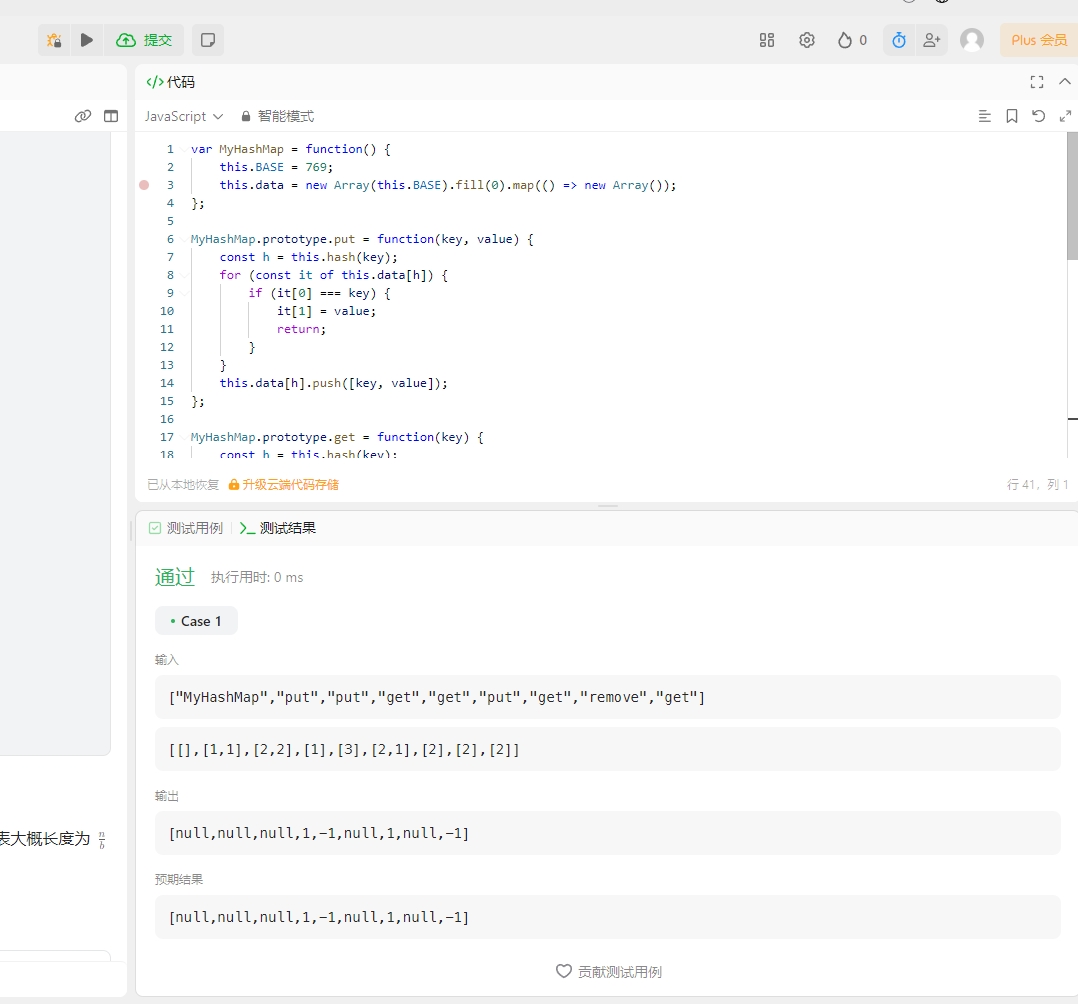 提交
0
Plus 会员
代码
JavaScript
智能模式
1 var MyHashMap = function() {
2 this.BASE = 769;
3 this.data = new Array(this.BASE).fill(0).map(() => new Array());
4 };
5
6 MyHashMap.prototype.put = function(key, value) {
7 const h = this.hash(key);
8 for (const it of this.data[h]) {
9 if (it[0] === key) {
10 it[1] = value;
11 return;
12 }
13 }
14 this.data[h].push([key, value]);
15 };
16
17 MyHashMap.prototype.get = function(key) {
18 const h = this.hash(key);
已从本地恢复 升级云端代码存储 行 41, 列 1
测试用例 测试结果
通过 执行用时: 0 ms
Case 1
输入
["MyHashMap","put","put","get","get","put","get","remove","get"]
[[],[1,1],[2,2],[1],[3],[2,1],[2],[2],[2]]
输出
[null,null,null,1,-1,null,1,null,-1]
表大概长度为 n/b
预期结果
[null,null,null,1,-1,null,1,null,-1]
贡献测试用例